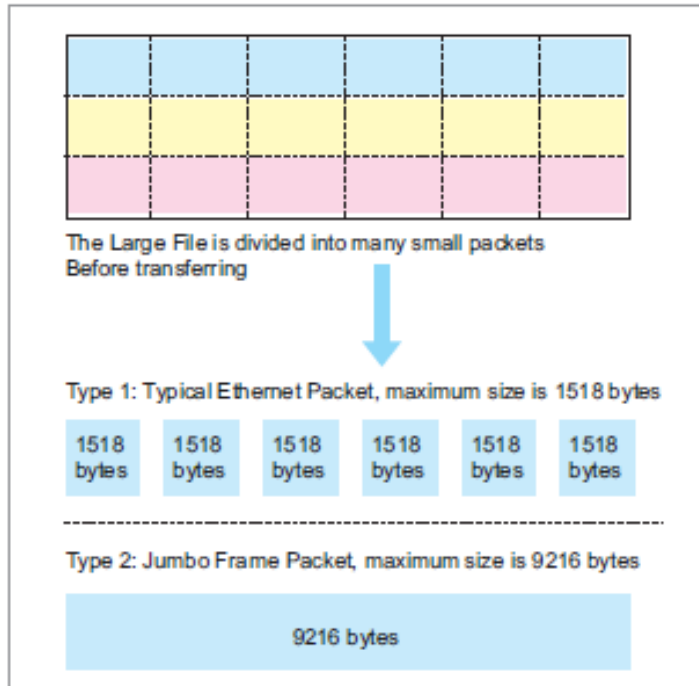 The Large File is divided into many small packets
Before transferring
Type 1: Typical Ethernet Packet, maximum size is 1518 bytes
1518 1518 1518 1518 1518 1518
bytes bytes bytes bytes bytes bytes
Type 2: Jumbo Frame Packet, maximum size is 9216 bytes
9216 bytes